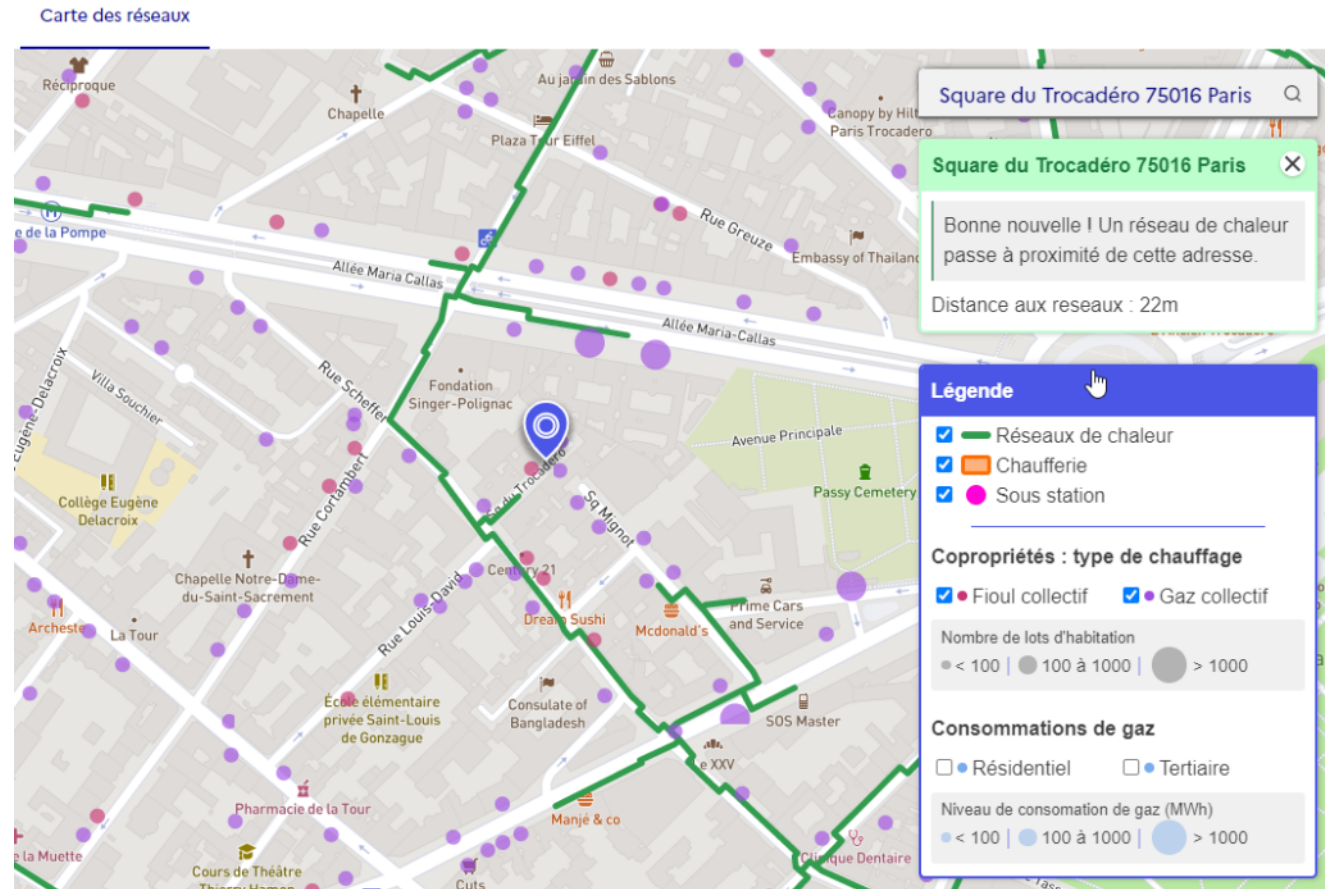 Carte des réseaux
Réciproque
Chapelle
Au jardin des Sablons
Plaza Tour Eiffel
Canopy by Hilt
Paris Trocadero
e de la Pompe
Rue Greuze
Embassy of Thailand
Allée Maria Callas
Allée Maria-Callas
Rue Scheffer
Villa Souchier
Eugène-Delacroix
Fondation
Singer-Polignac
Avenue Principale
Passy Cemetery
Collège Eugène
Delacroix
Rue Cortambert
Sq du Trocadéro
Sq Mignot
Chapelle Notre-Dame-
du-Saint-Sacrement
Century 21
Dream Sushi
Mcdonald's
Prime Cars
and Service
Archeste
La Tour
Rue Louis-David
École élémentaire
privée Saint-Louis
de Gonzague
Consulate of
Bangladesh
SOS Master
Le XXV
Pharmacie de la Tour
Manjé & co
e la Muette
Cours de Théâtre
Thierry Hamon
Cuts
Clinique Dentaire
Square du Trocadéro 75016 Paris
Square du Trocadéro 75016 Paris
Bonne nouvelle ! Un réseau de chaleur
passe à proximité de cette adresse.
Distance aux reseaux : 22m
Légende
Réseaux de chaleur
Chaufferie
Sous station
Copropriétés : type de chauffage
Fioul collectif Gaz collectif
Nombre de lots d'habitation
< 100 | 100 à 1000 | > 1000
Consommations de gaz
Résidentiel Tertiaire
Niveau de consomation de gaz (MWh)
< 100 | 100 à 1000 | > 1000